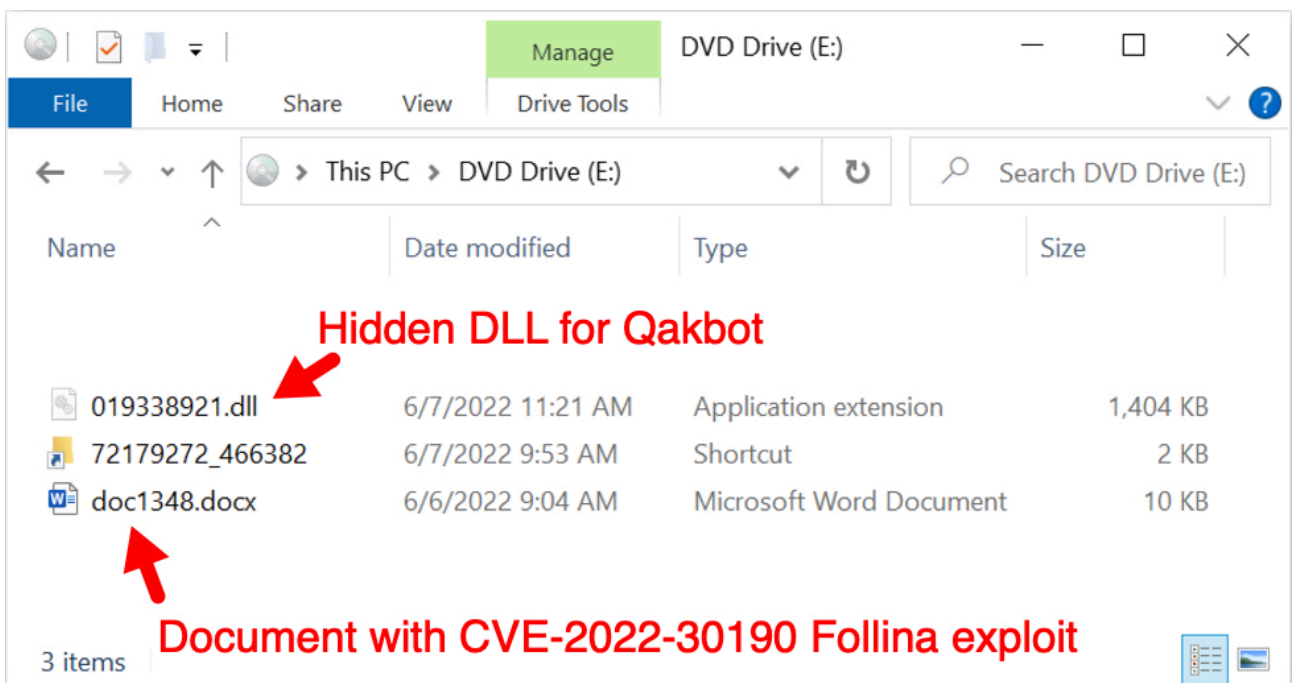 Manage DVD Drive (E:)
File Home Share View Drive Tools
This PC > DVD Drive (E:) Search DVD Drive (E:)
Name Date modified Type Size
Hidden DLL for Qakbot
019338921.dll 6/7/2022 11:21 AM Application extension 1,404 KB
72179272_466382 6/7/2022 9:53 AM Shortcut 2 KB
doc1348.docx 6/6/2022 9:04 AM Microsoft Word Document 10 KB
Document with CVE-2022-30190 Follina exploit
3 items